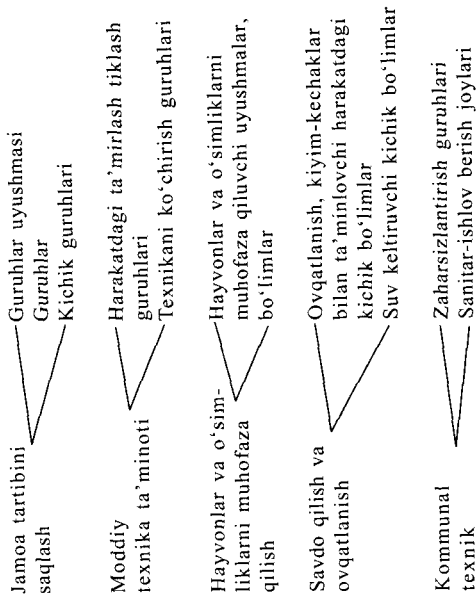 Jamoa tartibini
saqlash
Guruhlar uyushmasi
Guruhlar
Kichik guruhlari
Moddiy
texnika ta’minoti
Harakatdagi ta’mirlash tiklash
guruhlari
Texnikani ko‘chirish guruhlari
Hayvonlar va o‘sim-
liklarni muhofaza
qilish
Hayvonlar va o‘simliklarni
muhofaza qiluvchi uyushmalar,
bo‘limlar
Savdo qilish va
ovqatlanish
Ovqatlanish, kiyim-kechaklar
bilan ta’minlovchi harakatdagi
kichik bo‘limlar
Suv keltiruvchi kichik bo‘limlar
Kommunal
texnik
Zaharsizlantirish guruhlari
Sanitar-ishlov berish joylari